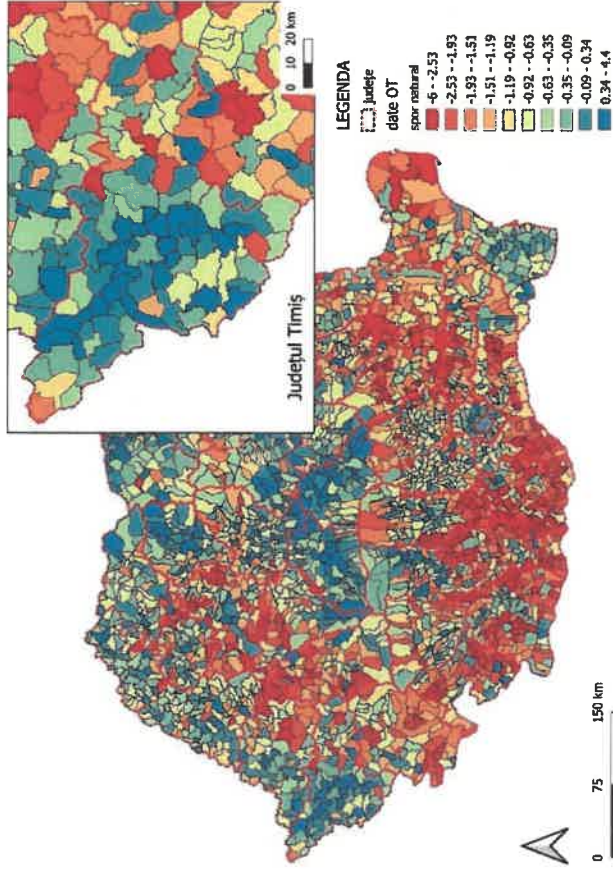 0 10 20 km
Județul Timiș
LEGENDA
județe
date OT
spor natural
-6 - -2.53
-2.53 - -1.93
-1.93 - -1.51
-1.51 - -1.19
-1.19 - -0.92
-0.92 - -0.63
-0.63 - -0.35
-0.35 - -0.09
-0.09 - 0.34
0.34 - 4.4
0 75 150 km